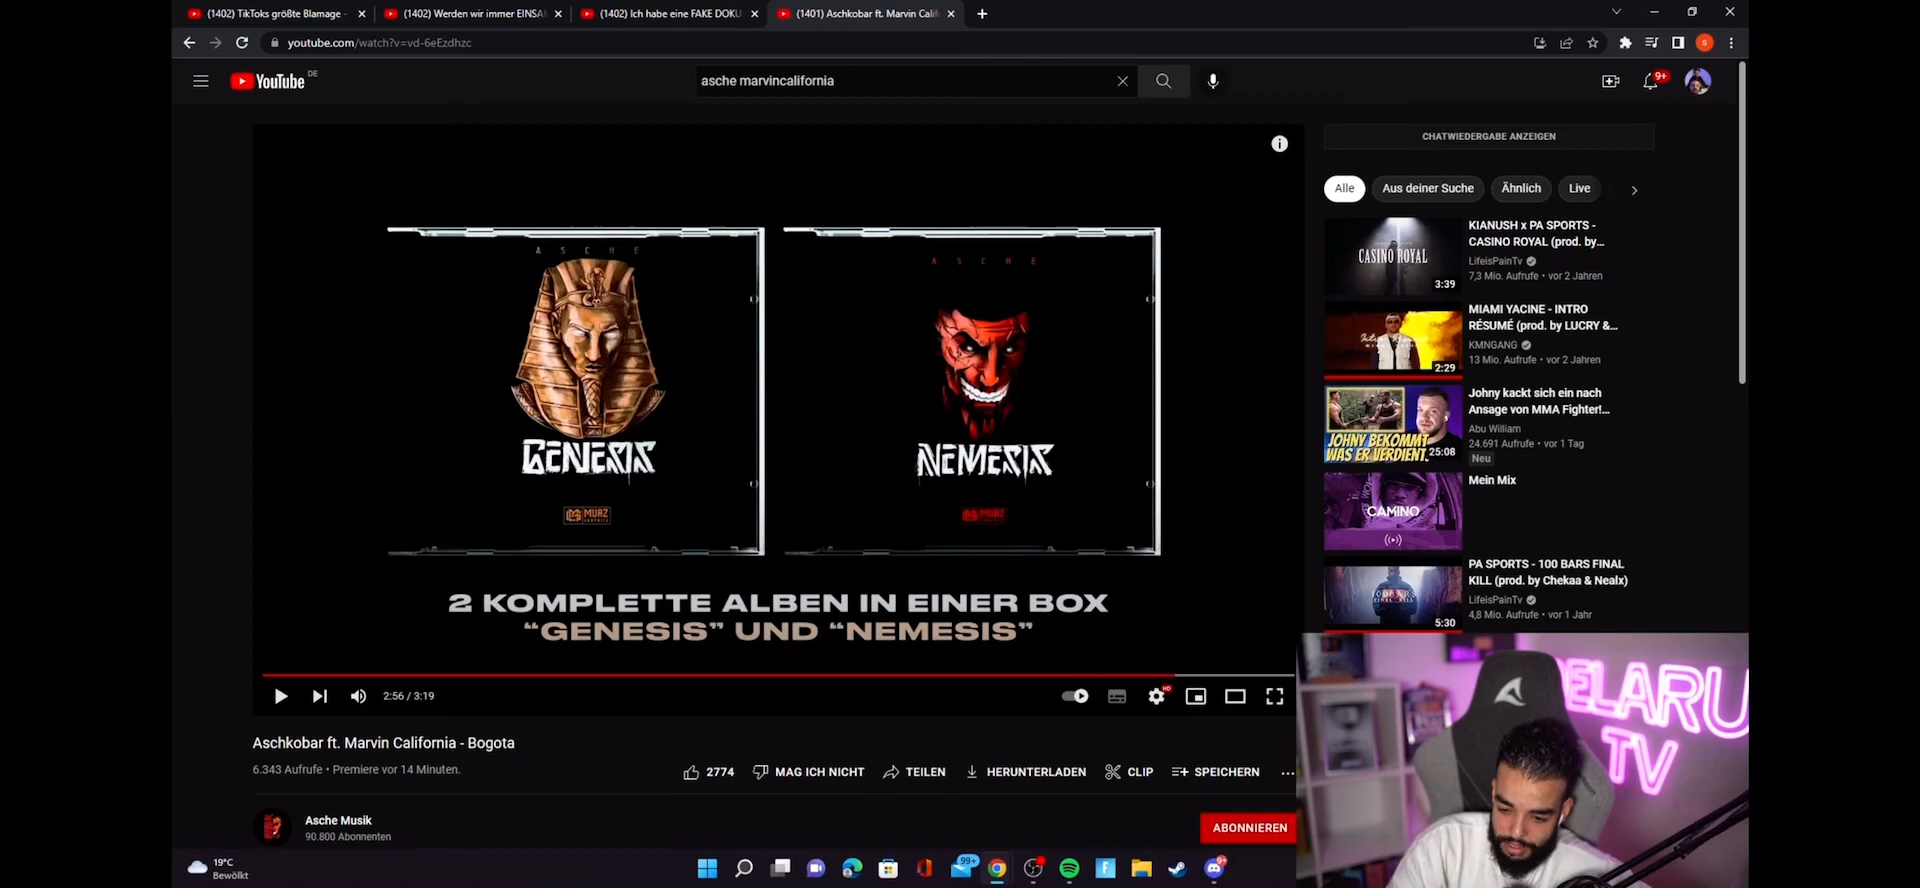 (1402) TikToks größte Blamage -
(1402) Werden wir immer EINSA
(1402) Ich habe eine FAKE DOKU
(1401) Aschkobar ft. Marvin Calif
youtube.com/watch?v=vd-6eEzdhzc
S
YouTube DE
asche marvincalifornia
9+
CHATWIEDERGABE ANZEIGEN
Alle
Aus deiner Suche
Ähnlich
Live
ASCHE
GENESIS
MURZ
ASCHE
NEMESIS
MURZ
2 KOMPLETTE ALBEN IN EINER BOX
“GENESIS” UND “NEMESIS”
CASINO ROYAL
3:39
KIANUSH x PA SPORTS -
CASINO ROYAL (prod. by...
LifeisPainTv
7,3 Mio. Aufrufe • vor 2 Jahren
2:29
MIAMI YACINE - INTRO
RÉSUMÉ (prod. by LUCRY &...
KMNGANG
13 Mio. Aufrufe • vor 2 Jahren
JOHNY BEKOMMT
WAS ER VERDIENT.
25:08
Johny kackt sich ein nach
Ansage von MMA Fighter!...
Abu William
24.691 Aufrufe • vor 1 Tag
Neu
CAMINO
Mein Mix
5:30
PA SPORTS - 100 BARS FINAL
KILL (prod. by Chekaa & Nealx)
LifeisPainTv
4,8 Mio. Aufrufe • vor 1 Jahr
2:56 / 3:19
HD
Aschkobar ft. Marvin California - Bogota
6.343 Aufrufe • Premiere vor 14 Minuten.
2774
MAG ICH NICHT
TEILEN
HERUNTERLADEN
CLIP
SPEICHERN
Asche Musik
90.800 Abonnenten
ABONNIEREN
ELARU
TV
19°C
Bewölkt
99+